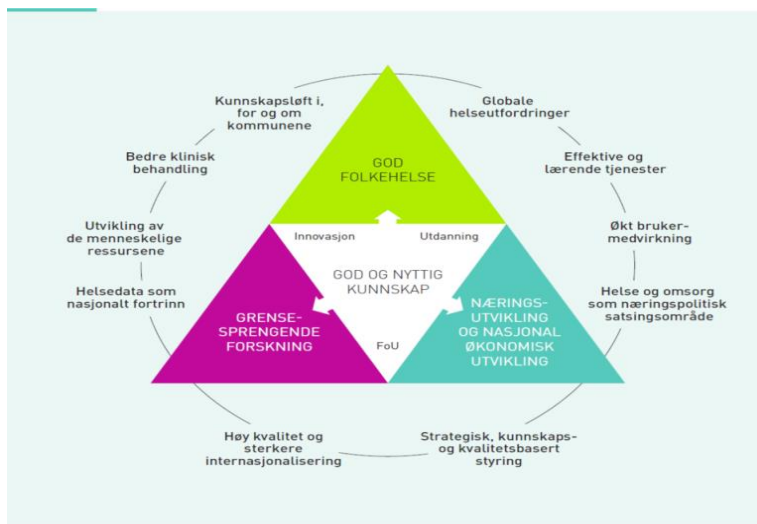 Kunnskapsløft i,
for og om
kommunene
Globale
helseutfordringer
Bedre klinisk
behandling
Effektive og
lærende tjenester
Utvikling av
de menneskelige
ressursene
Økt bruker-
medvirkning
Helsedata som
nasjonalt fortrinn
Helse og omsorg
som næringspolitisk
satsingsområde
Høy kvalitet og
sterkere
internasjonalisering
Strategisk, kunnskaps-
og kvalitetsbasert
styring
GOD
FOLKEHELSE
Innovasjon
Utdanning
GOD OG NYTTIG
KUNNSKAP
FoU
GRENSE-
SPRENGENDE
FORSKNING
NÆRINGS-
UTVIKLING
OG NASJONAL
ØKONOMISK
UTVIKLING